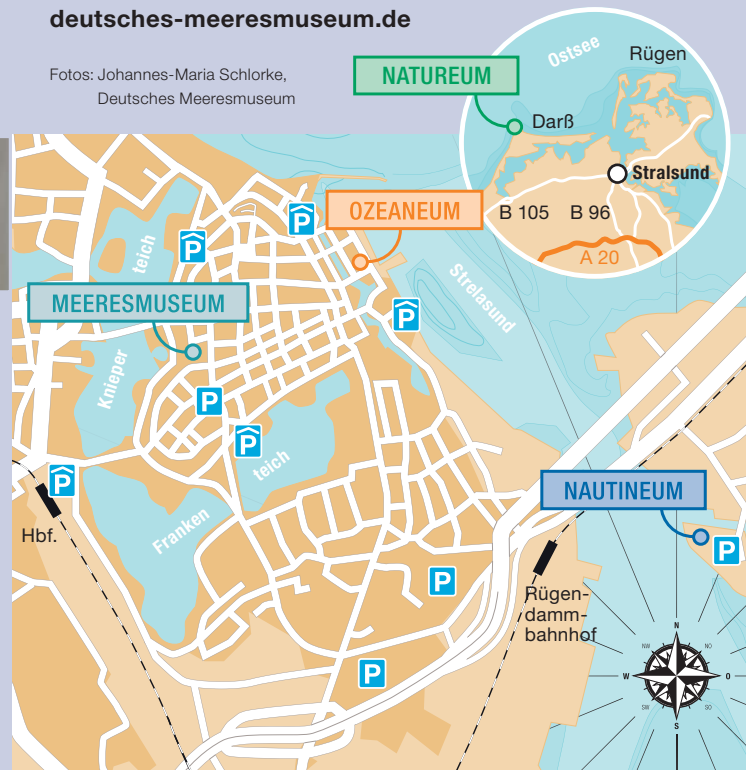 deutsches-meeresmuseum.de
Fotos: Johannes-Maria Schlorke,
Deutsches Meeresmuseum
NATUREUM
Ostsee
Rügen
Darß
Stralsund
B 105
B 96
A 20
OZEANEUM
P
P
teich
Strelasund
MEERESMUSEUM
P
Knieper
P
P
teich
P
Hbf.
Franken
NAUTINEUM
P
P
Rügen-
damm-
bahnhof
P
N
NW
NO
W
O
SW
SO
S